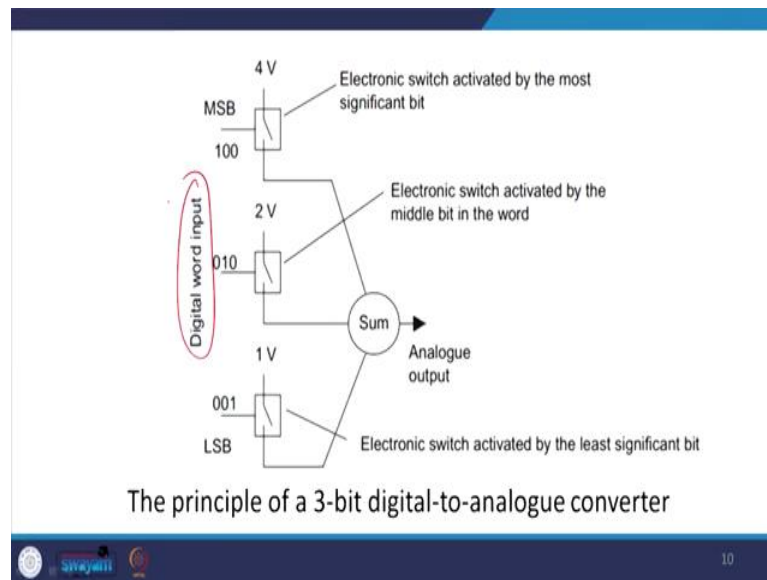 4 V
Electronic switch activated by the most
significant bit
MSB
100
Electronic switch activated by the
middle bit in the word
2 V
Digital word input
010
Sum
Analogue
output
1 V
001
LSB
Electronic switch activated by the least significant bit
The principle of a 3-bit digital-to-analogue converter
swayam
10